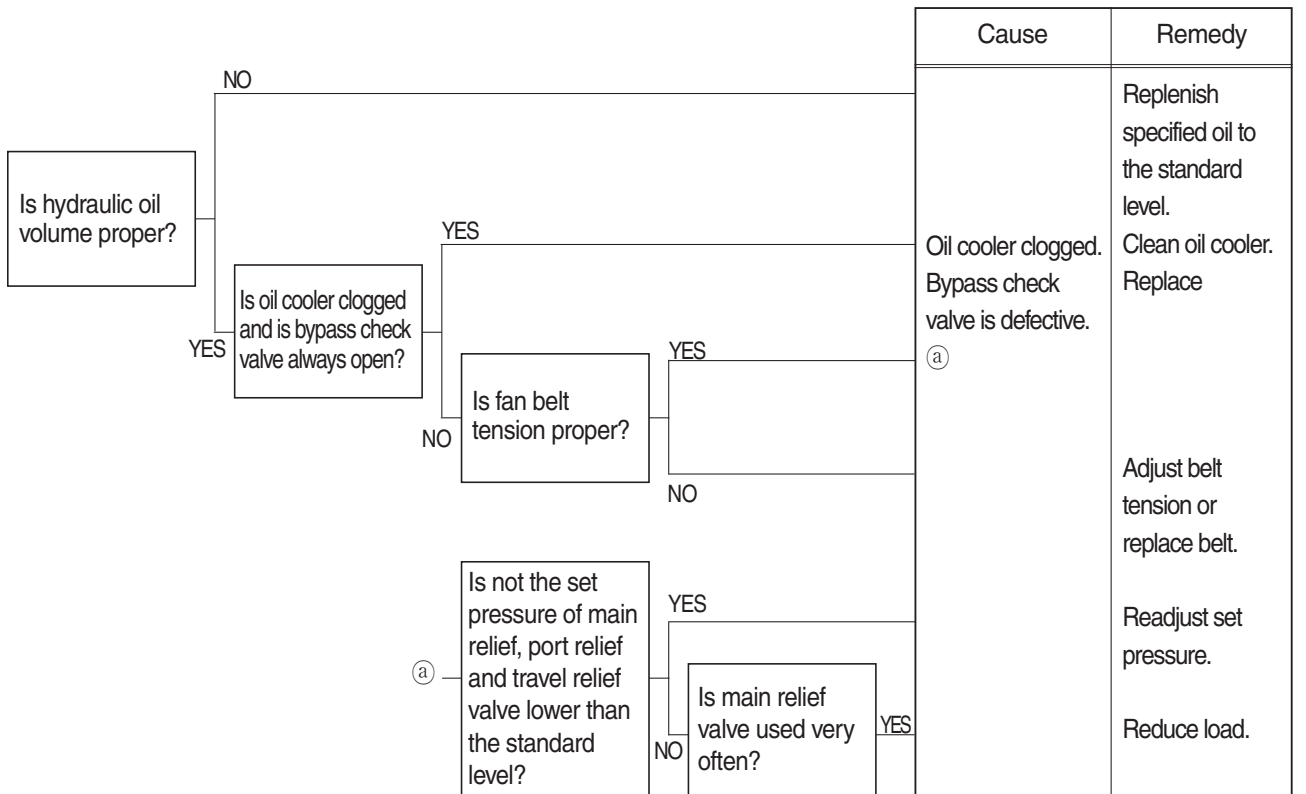 Cause
Remedy
NO
Replenish
specified oil to
the standard
level.
Is hydraulic oil
volume proper?
YES
Oil cooler clogged.
Clean oil cooler.
Bypass check
Replace
valve is defective.
ⓐ
Is oil cooler clogged
and is bypass check
valve always open?
YES
YES
NO
Is fan belt
tension proper?
NO
Adjust belt
tension or
replace belt.
ⓐ
Is not the set
pressure of main
relief, port relief
and travel relief
valve lower than
the standard
level?
YES
Readjust set
pressure.
NO
Is main relief
valve used very
often?
YES
Reduce load.